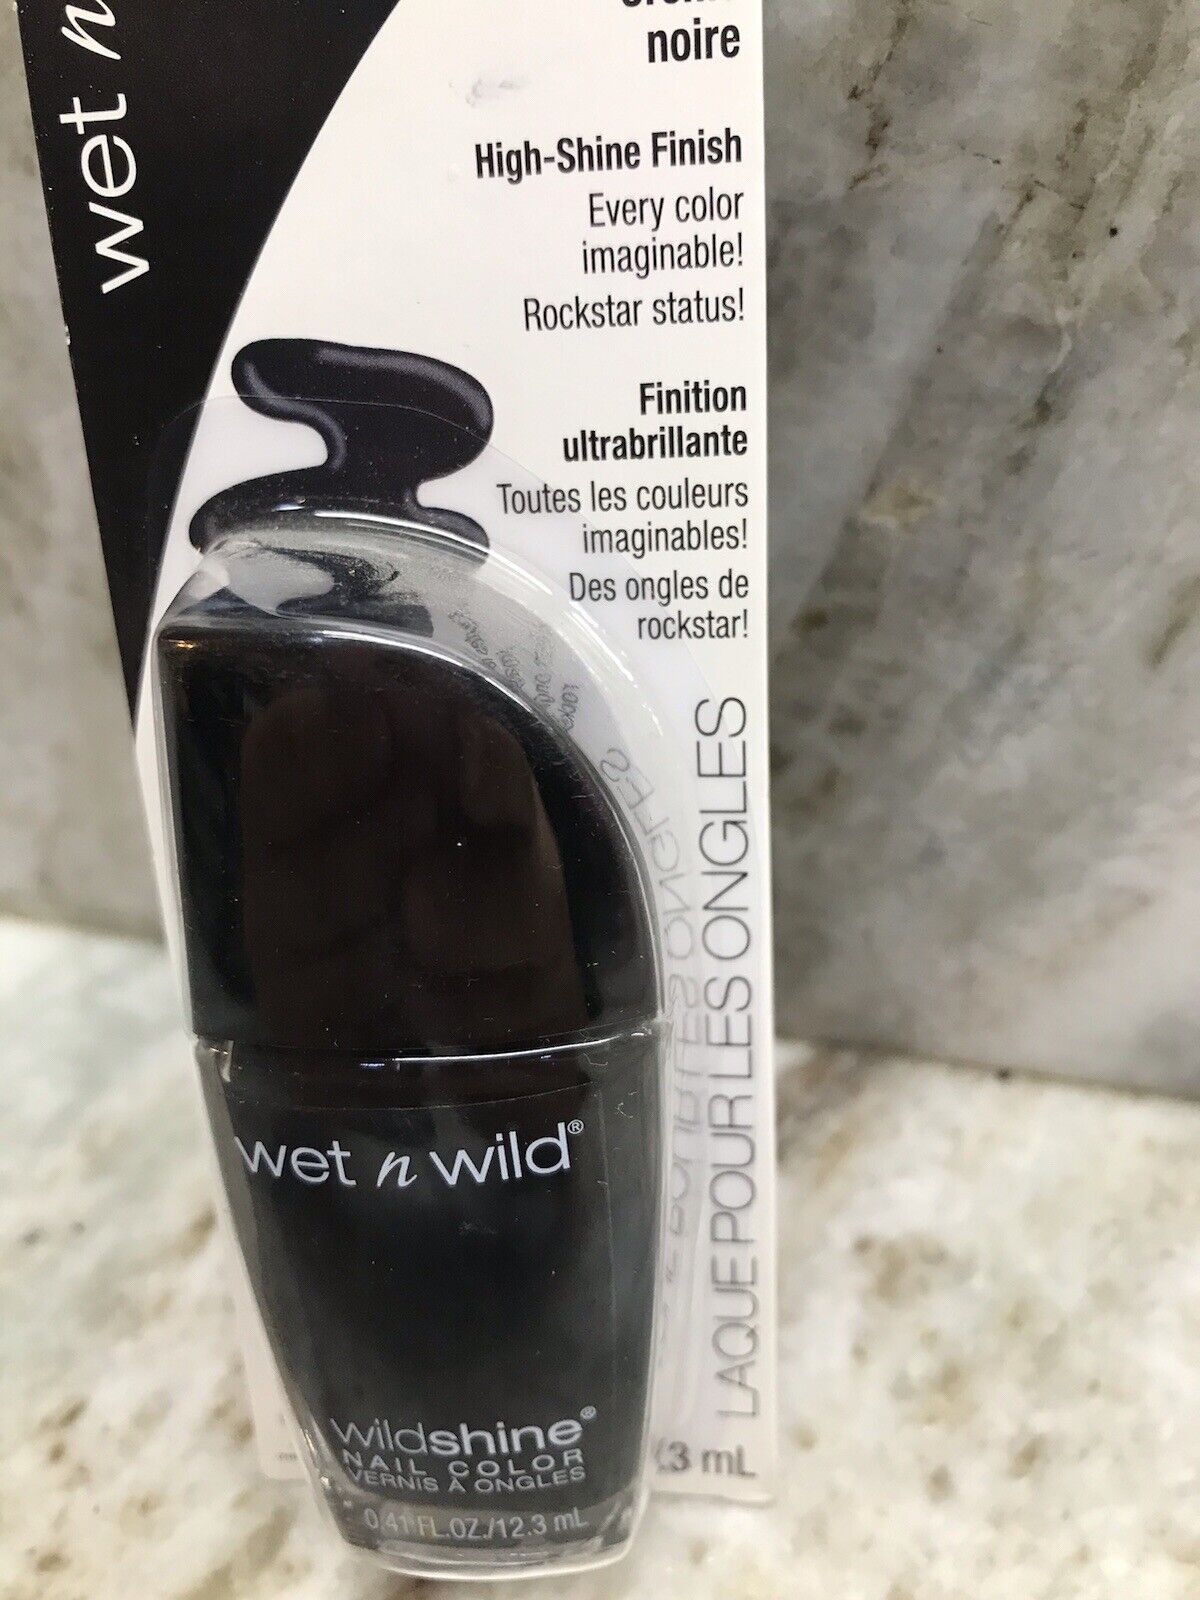 wet n
noire
High-Shine Finish
Every color
imaginable!
Rockstar status!
Finition
ultrabrillante
Toutes les couleurs
imaginables!
Des ongles de
rockstar!
LAQUE POUR LES ONGLES
.3 mL
wet n wild®
wildshine®
NAIL COLOR
VERNIS À ONGLES
0.41 FL.OZ./12.3 mL